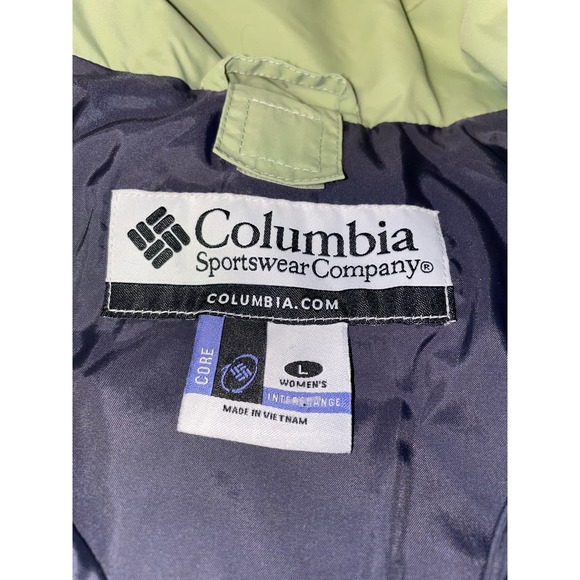 Columbia
Sportswear Company®
COLUMBIA.COM
CORE
L
WOMEN'S
INTERCHANGE
MADE IN VIETNAM